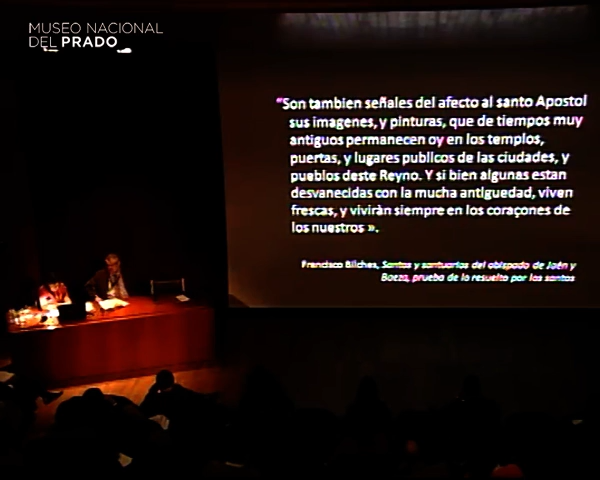 MUSEO NACIONAL
DEL PRADO
“Son tambien señales del afecto al santo Apostol
sus imagenes, y pinturas, que de tiempos muy
antiguos permanecen oy en los templos,
puertas, y lugares publicos de las ciudades, y
pueblos deste Reyno. Y si bien algunas estan
desvanecidas con la mucha antiguedad, viven
frescas, y viviràn siempre en los coraçones de
los nuestros ».
Francisco Bilches, Santos y santuarios del obispado de Jaén y
Baeza, prueba de lo resuelto por los santos